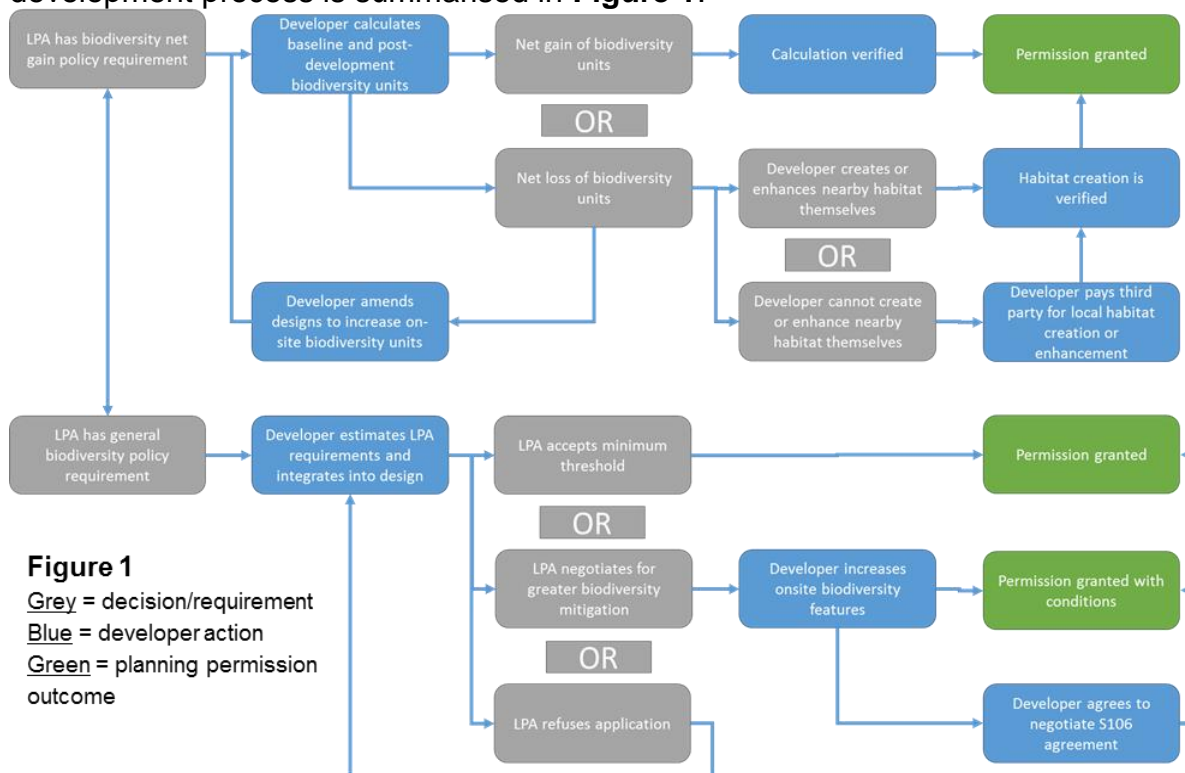 development process is summarised in Figure 1.
LPA has biodiversity net
gain policy requirement
Developer calculates
baseline and post-
development
biodiversity units
Net gain of biodiversity
units
Calculation verified
Permission granted
OR
Net loss of biodiversity
units
Developer creates or
enhances nearby habitat
themselves
Habitat creation is
verified
OR
Developer amends
designs to increase on-
site biodiversity units
Developer cannot create
or enhance nearby
habitat themselves
Developer pays third
party for local habitat
creation or
enhancement
LPA has general
biodiversity policy
requirement
Developer estimates LPA
requirements and
integrates into design
LPA accepts minimum
threshold
Permission granted
OR
Figure 1
Grey = decision/requirement
Blue = developer action
Green = planning permission
outcome
LPA negotiates for
greater biodiversity
mitigation
Developer increases
onsite biodiversity
features
Permission granted with
conditions
OR
LPA refuses application
Developer agrees to
negotiate S106
agreement